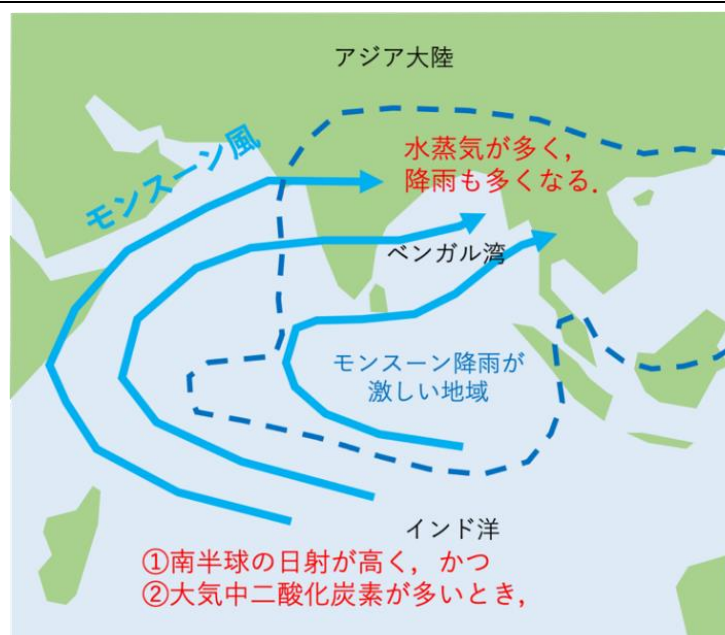 アジア大陸
モンスーン風
水蒸気が多く，
降雨も多くなる．
ベンガル湾
モンスーン降雨が
激しい地域
インド洋
①南半球の日射が高く，かつ
②大気中二酸化炭素が多いとき，